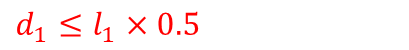 d₁ ≤ l₁ × 0.5